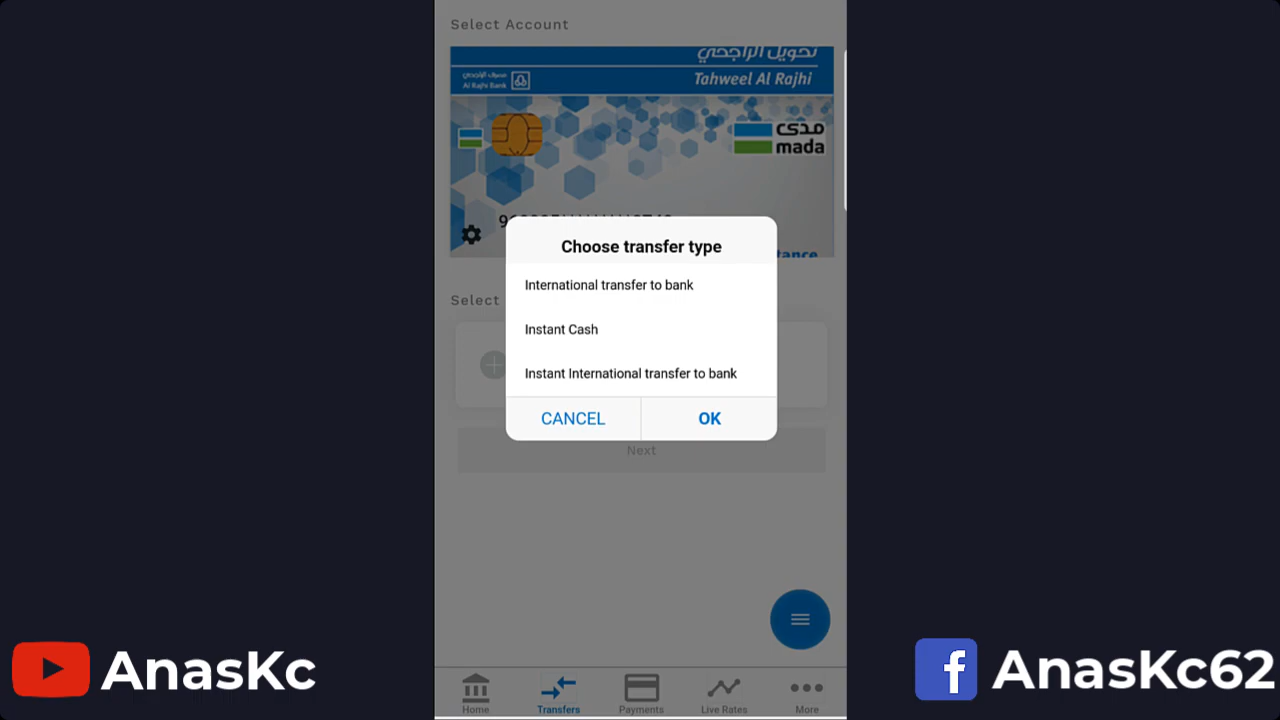 Select Account
تحويل الراجحي
مصرف الراجحي
Al Rajhi Bank
Tahweel Al Rajhi
مدى
mada
Choose transfer type
International transfer to bank
Select
Instant Cash
Instant International transfer to bank
CANCEL
OK
Next
AnasKc
AnasKc62
Home
Transfers
Payments
Live Rates
More